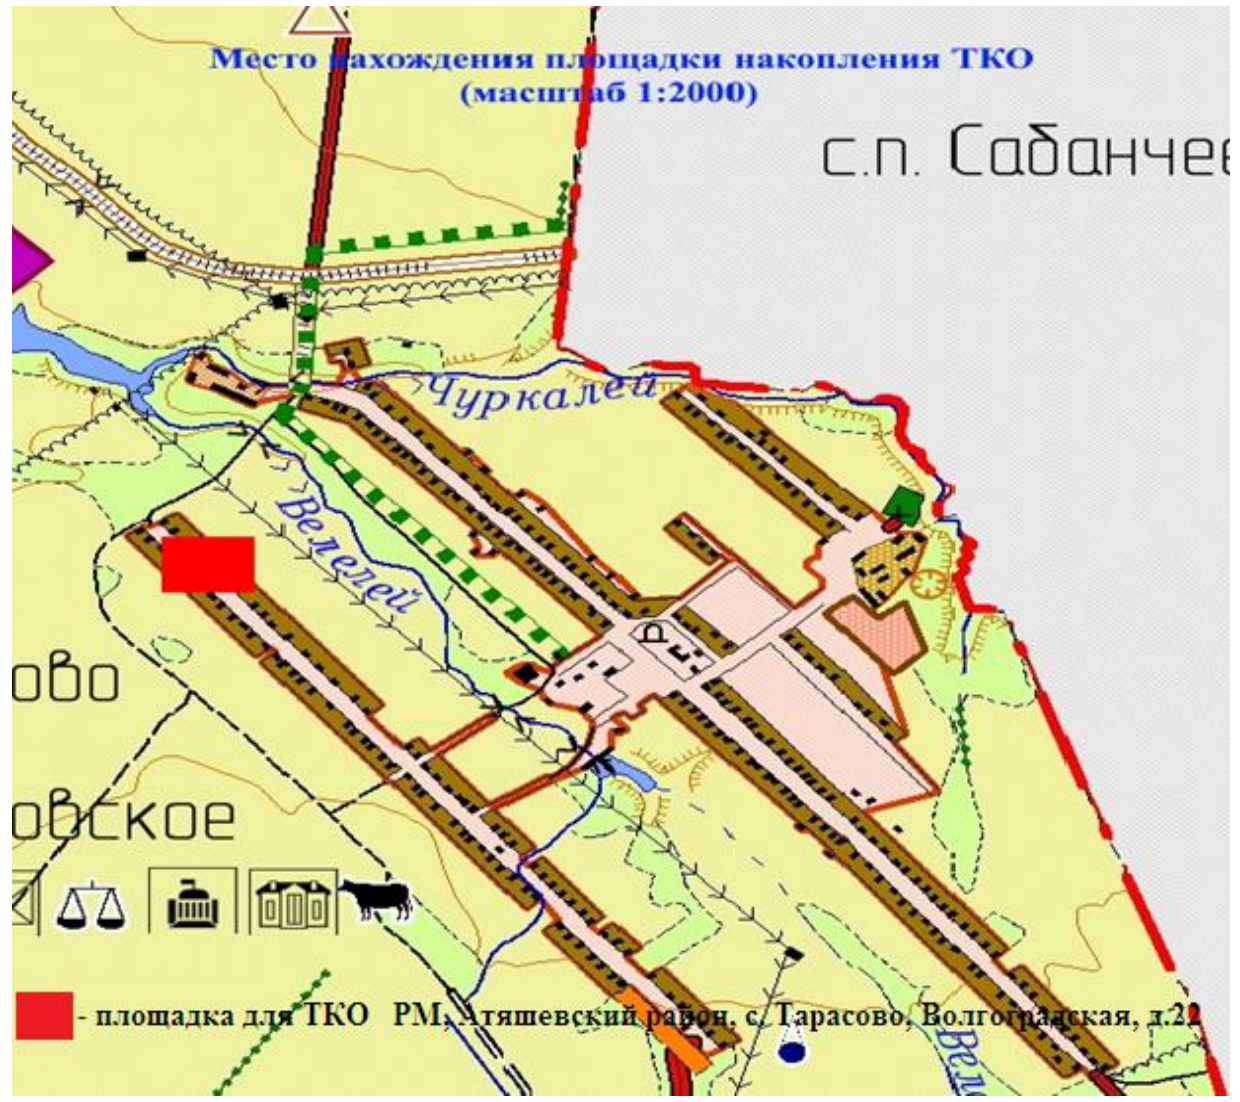 Место нахождения площадки накопления ТКО
(масштаб 1:2000)
с.п. Сабанчее
Чуркалей
Велелей
ово
овское
- площадка для ТКО РМ, Атяшевский район, с. Тарасово, Волгоградская, д.22
Веле